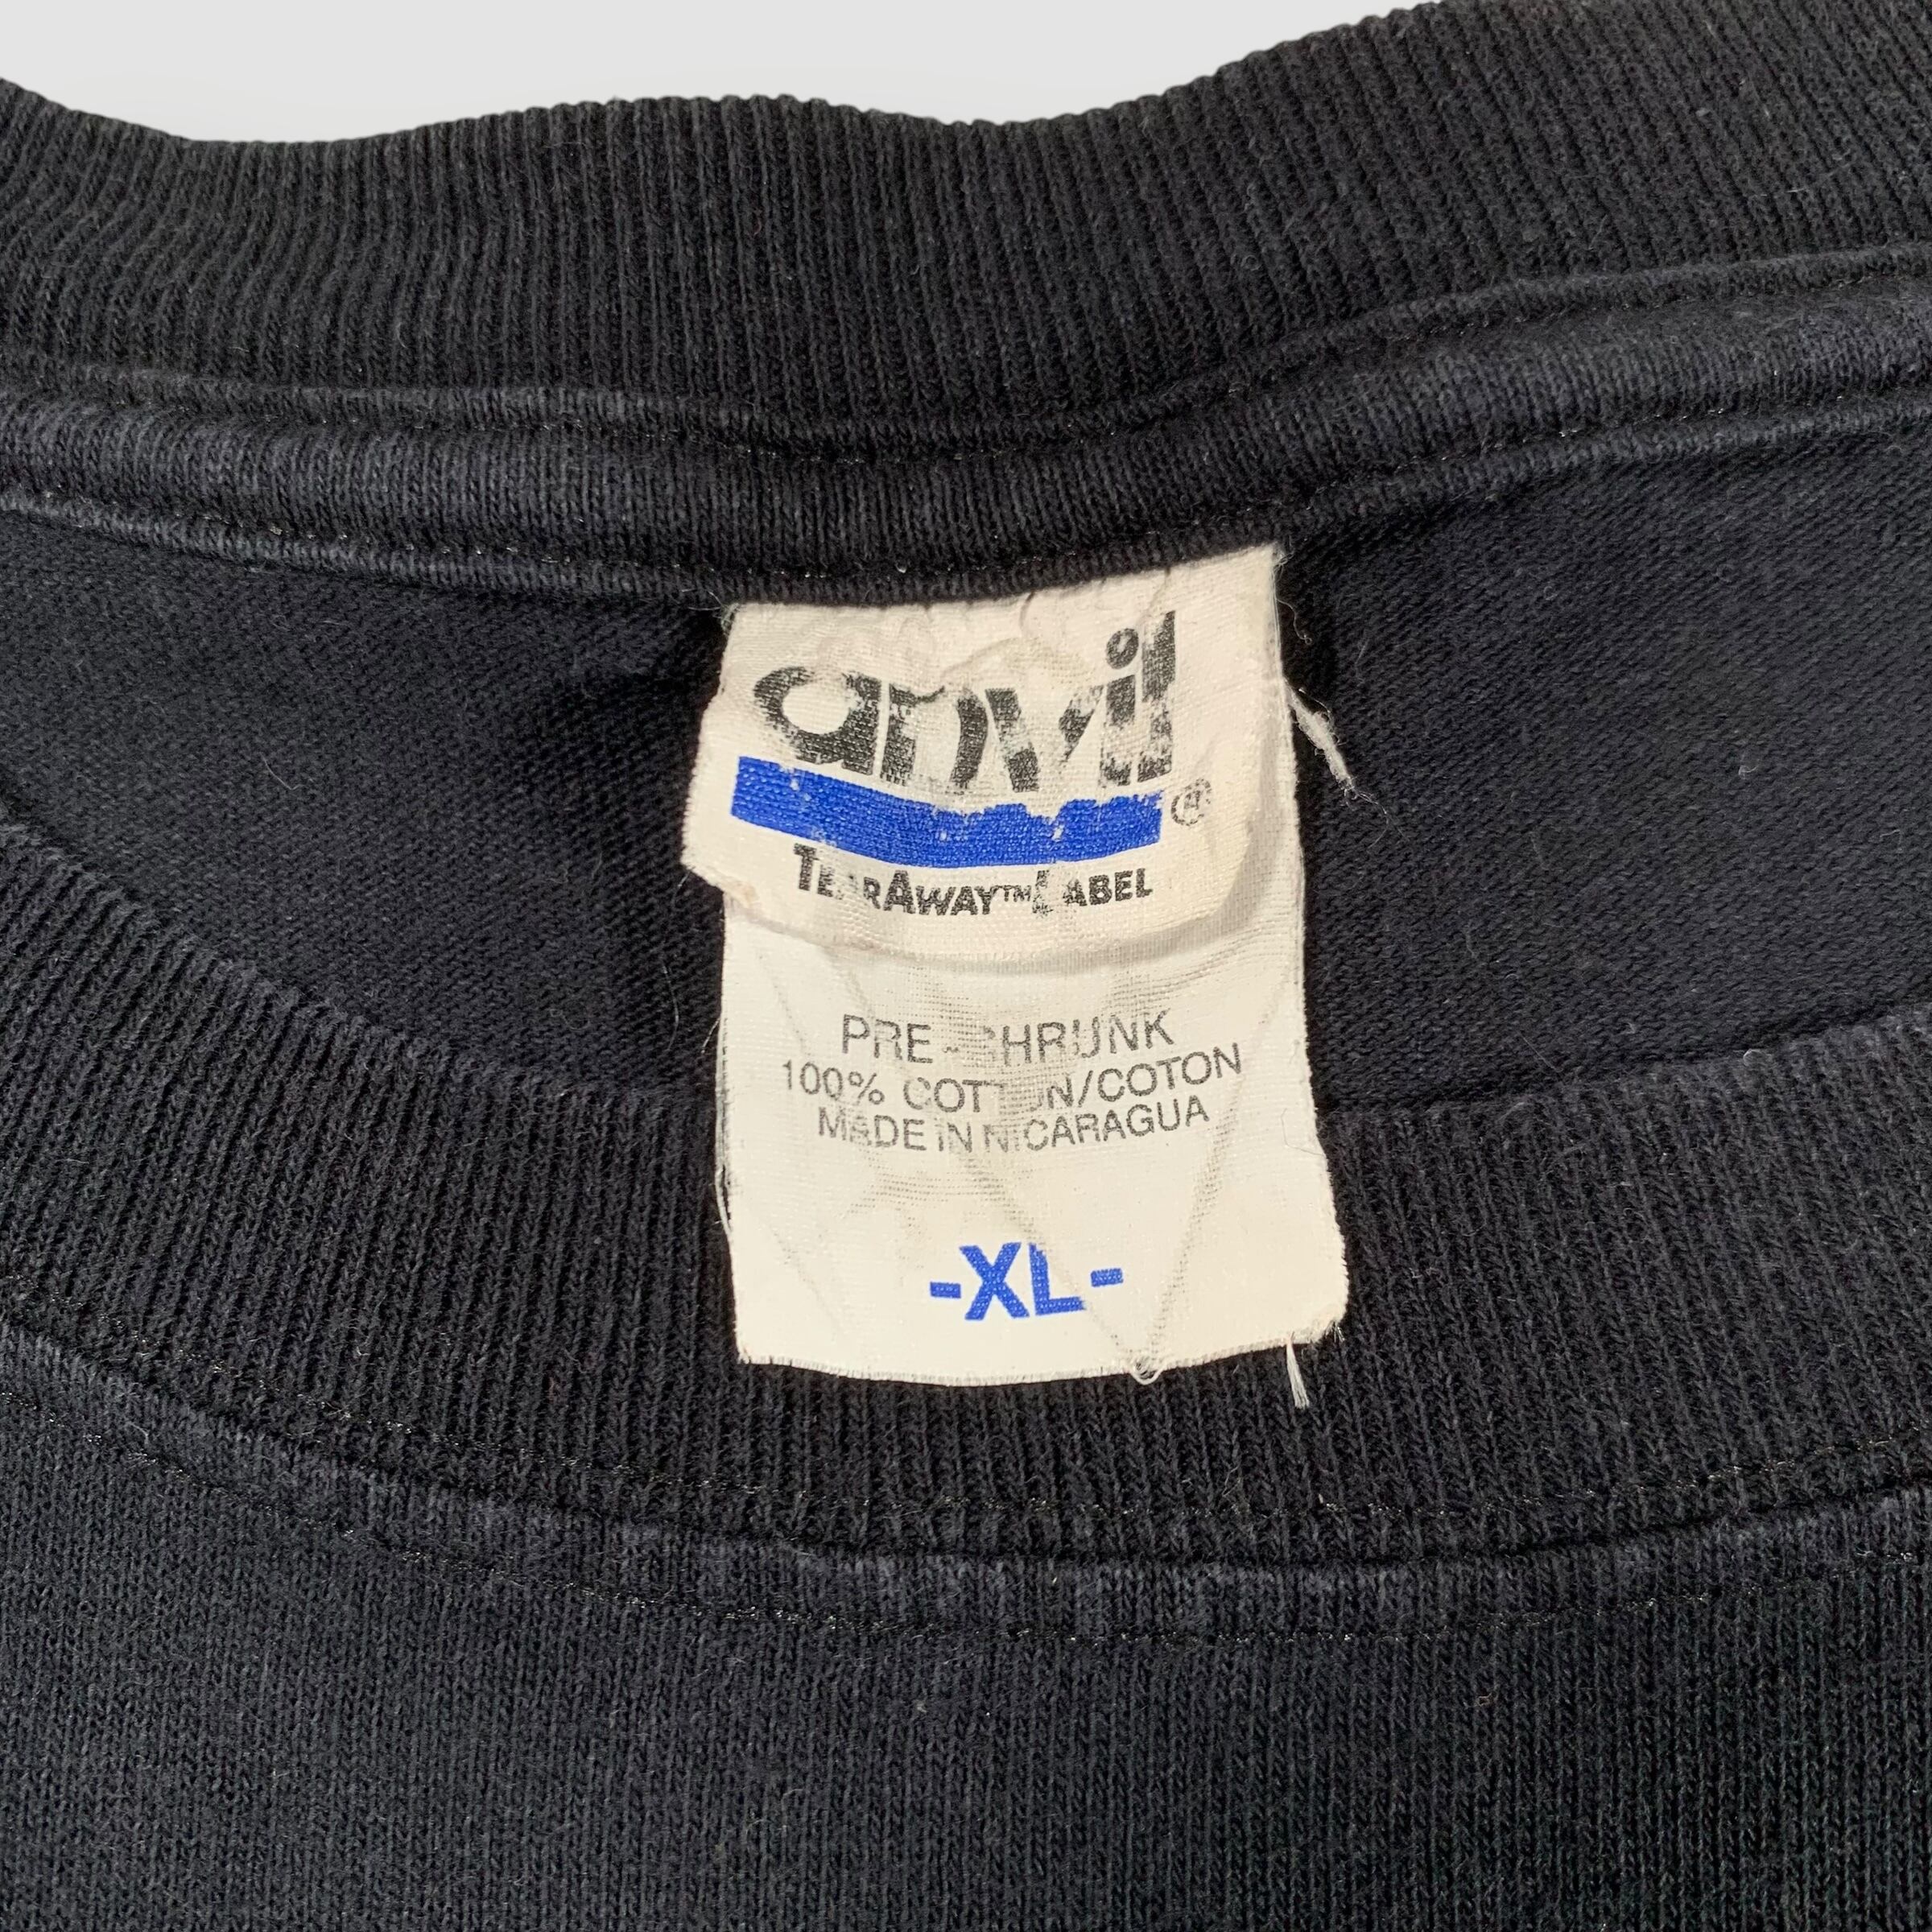 anvil®
TEARAWAY™ LABEL
PRE-SHRUNK
100% COTTON/COTON
MADE IN NICARAGUA
-XL-